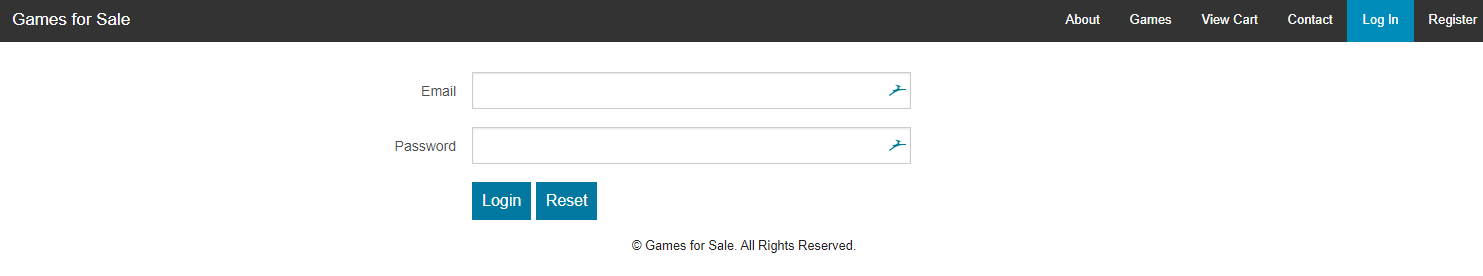 Games for Sale About Games View Cart Contact Log In Register
Email
Password
Login Reset
© Games for Sale. All Rights Reserved.